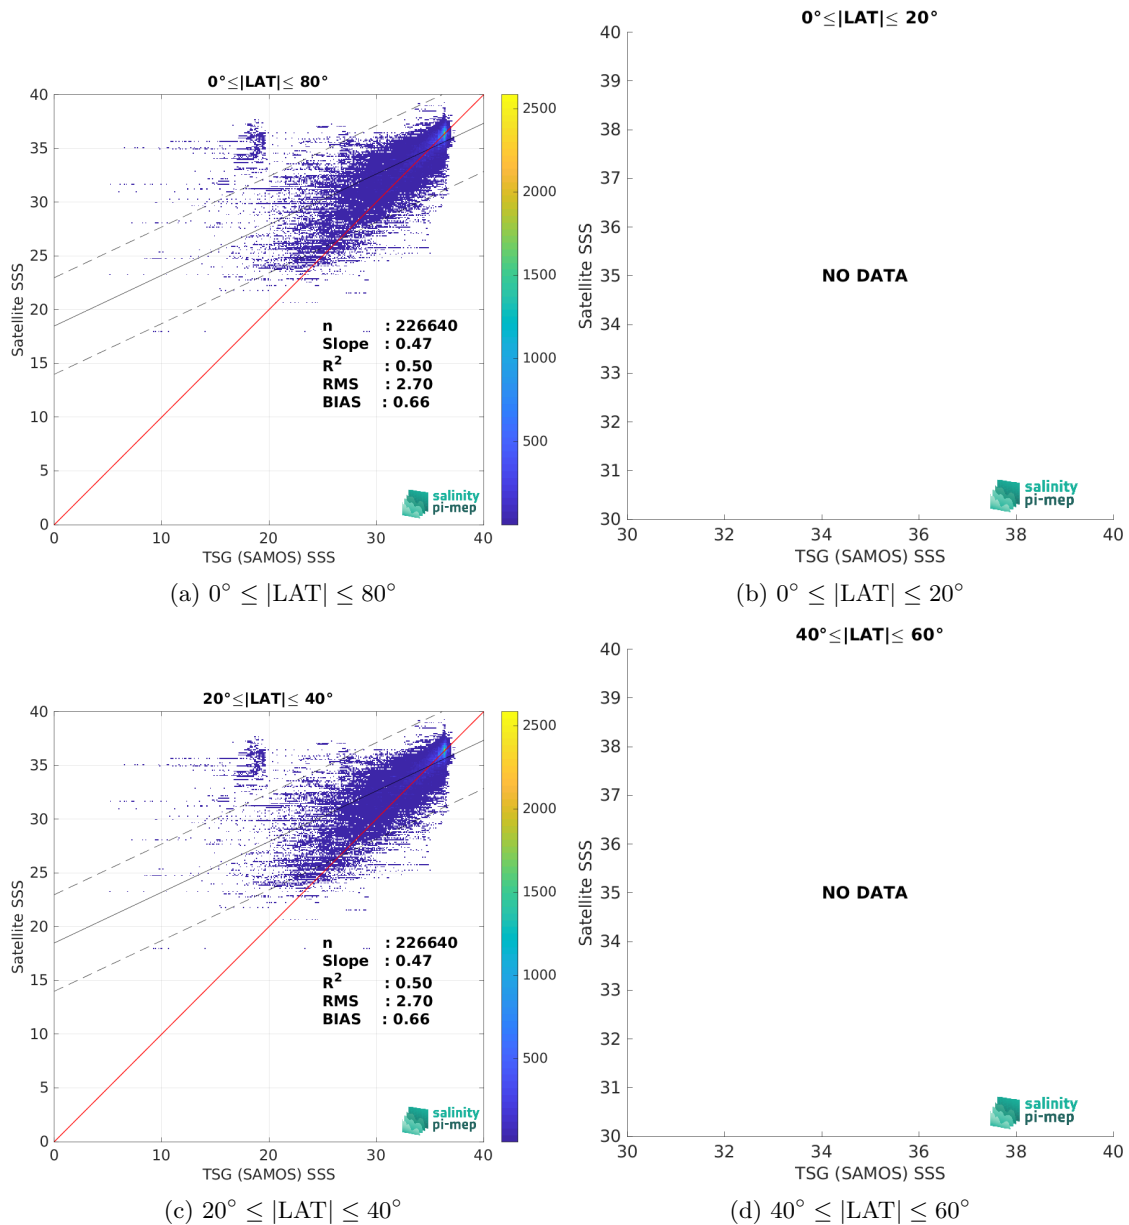 0°≤|LAT|≤ 80°
40
35
30
25
20
15
10
5
0
Satellite SSS
0
10
20
30
40
TSG (SAMOS) SSS
2500
2000
1500
1000
500
n : 226640
Slope : 0.47
R² : 0.50
RMS : 2.70
BIAS : 0.66
salinity
pi-mep
(a) 0° ≤ |LAT| ≤ 80°
0°≤|LAT|≤ 20°
40
39
38
37
36
35
34
33
32
31
30
Satellite SSS
NO DATA
30
32
34
36
38
40
TSG (SAMOS) SSS
salinity
pi-mep
(b) 0° ≤ |LAT| ≤ 20°
20°≤|LAT|≤ 40°
40
35
30
25
20
15
10
5
0
Satellite SSS
0
10
20
30
40
TSG (SAMOS) SSS
2500
2000
1500
1000
500
n : 226640
Slope : 0.47
R² : 0.50
RMS : 2.70
BIAS : 0.66
salinity
pi-mep
(c) 20° ≤ |LAT| ≤ 40°
40°≤|LAT|≤ 60°
40
39
38
37
36
35
34
33
32
31
30
Satellite SSS
NO DATA
30
32
34
36
38
40
TSG (SAMOS) SSS
salinity
pi-mep
(d) 40° ≤ |LAT| ≤ 60°